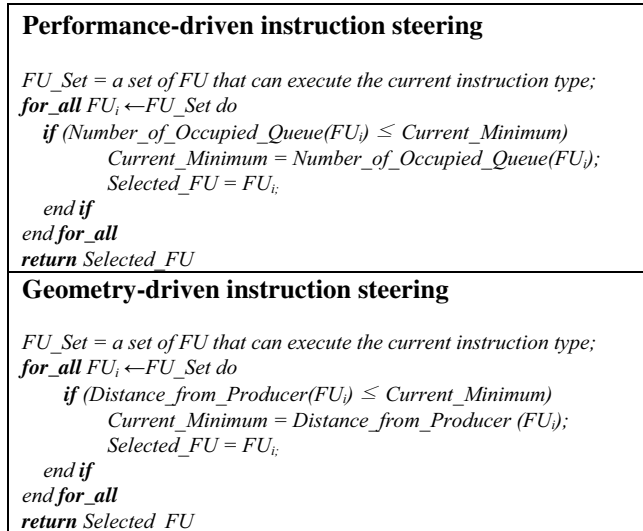 Performance-driven instruction steering
FU_Set = a set of FU that can execute the current instruction type;
for_all FUi ←FU_Set do
if (Number_of_Occupied_Queue(FUi) ≤ Current_Minimum)
Current_Minimum = Number_of_Occupied_Queue(FUi);
Selected_FU = FUi;
end if
end for_all
return Selected_FU
Geometry-driven instruction steering
FU_Set = a set of FU that can execute the current instruction type;
for_all FUi ←FU_Set do
if (Distance_from_Producer(FUi) ≤ Current_Minimum)
Current_Minimum = Distance_from_Producer (FUi);
Selected_FU = FUi;
end if
end for_all
return Selected_FU